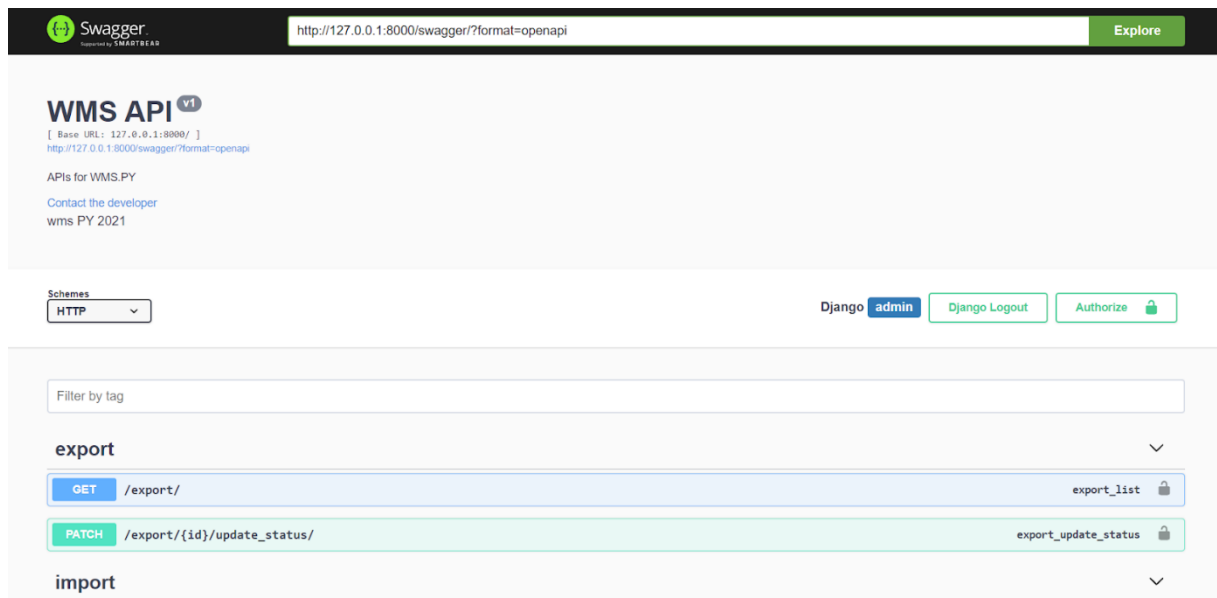 Swagger.
Supported by SMARTBEAR
http://127.0.0.1:8000/swagger/?format=openapi
Explore
WMS API v1
[ Base URL: 127.0.0.1:8000/ ]
http://127.0.0.1:8000/swagger/?format=openapi
APIs for WMS.PY
Contact the developer
wms PY 2021
Schemes
HTTP
Django admin
Django Logout
Authorize
Filter by tag
export
GET /export/ export_list
PATCH /export/{id}/update_status/ export_update_status
import